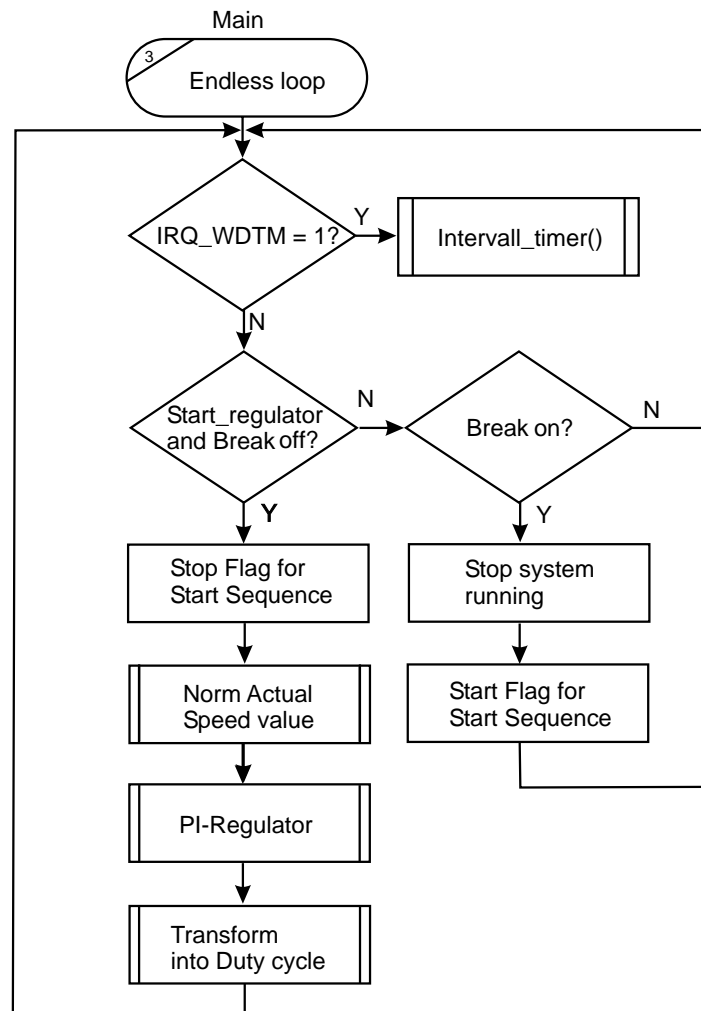 Main
3
Endless loop
IRQ_WDTM = 1?
Y
Intervall_timer()
N
Start_regulator
and Break off?
N
Break on?
N
Y
Y
Stop Flag for
Start Sequence
Stop system
running
Norm Actual
Speed value
Start Flag for
Start Sequence
PI-Regulator
Transform
into Duty cycle